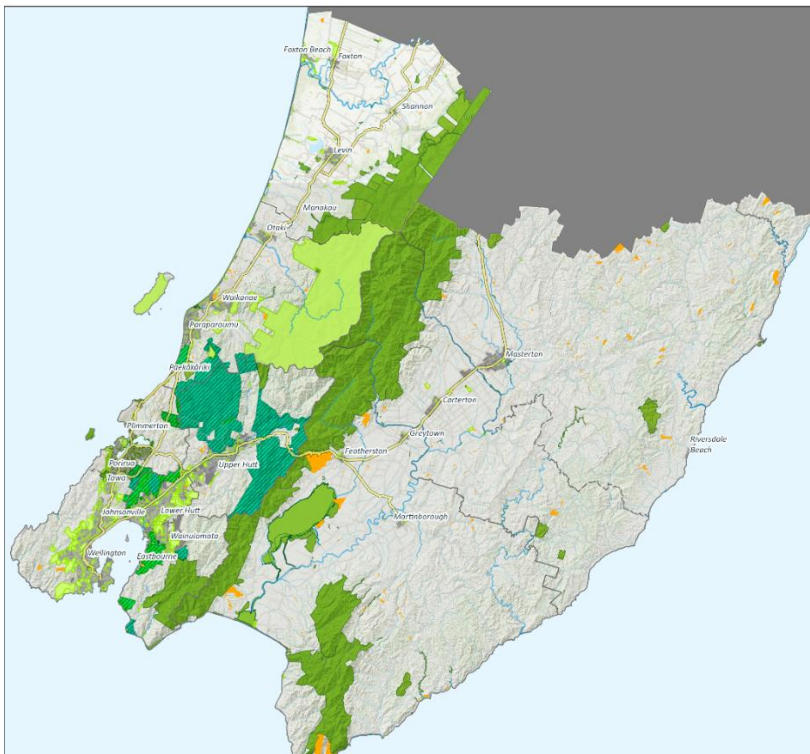 Foxton Beach
Foxton
Shannon
Levin
Manakau
Otaki
Waikanae
Paraparaumu
Paekākāriki
Plimmerton
Porirua
Tawa
Johnsonville
Wellington
Upper Hutt
Lower Hutt
Wainuiomata
Eastbourne
Masterton
Carterton
Greytown
Featherston
Martinborough
Riversdale
Beach